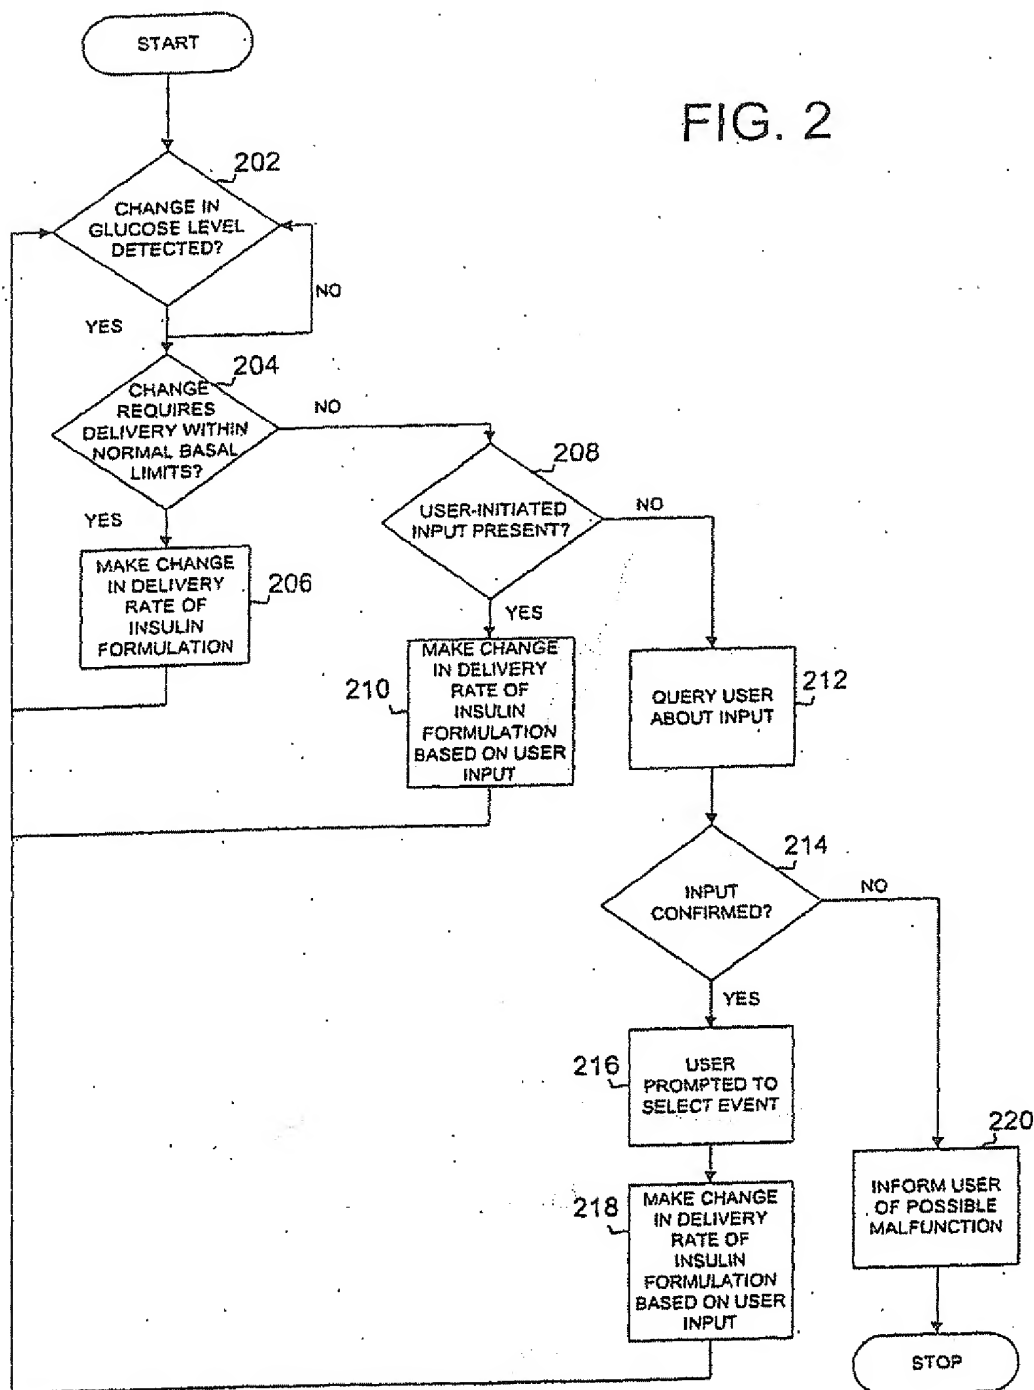 START
FIG. 2
202
CHANGE IN
GLUCOSE LEVEL
DETECTED?
NO
YES
204
CHANGE
REQUIRES
DELIVERY WITHIN
NORMAL BASAL
LIMITS?
NO
208
USER-INITIATED
INPUT PRESENT?
NO
YES
MAKE CHANGE
IN DELIVERY
RATE OF
INSULIN
FORMULATION
206
YES
210
MAKE CHANGE
IN DELIVERY
RATE OF
INSULIN
FORMULATION
BASED ON USER
INPUT
QUERY USER
ABOUT INPUT
212
214
INPUT
CONFIRMED?
NO
YES
216
USER
PROMPTED TO
SELECT EVENT
218
MAKE CHANGE
IN DELIVERY
RATE OF
INSULIN
FORMULATION
BASED ON USER
INPUT
220
INFORM USER
OF POSSIBLE
MALFUNCTION
STOP